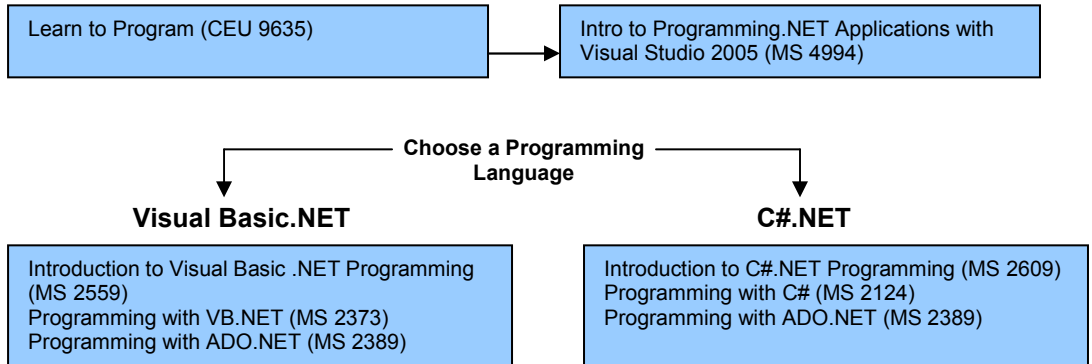 Learn to Program (CEU 9635)
Intro to Programming.NET Applications with
Visual Studio 2005 (MS 4994)
Choose a Programming
Language
Visual Basic.NET
C#.NET
Introduction to Visual Basic .NET Programming
(MS 2559)
Programming with VB.NET (MS 2373)
Programming with ADO.NET (MS 2389)
Introduction to C#.NET Programming (MS 2609)
Programming with C# (MS 2124)
Programming with ADO.NET (MS 2389)